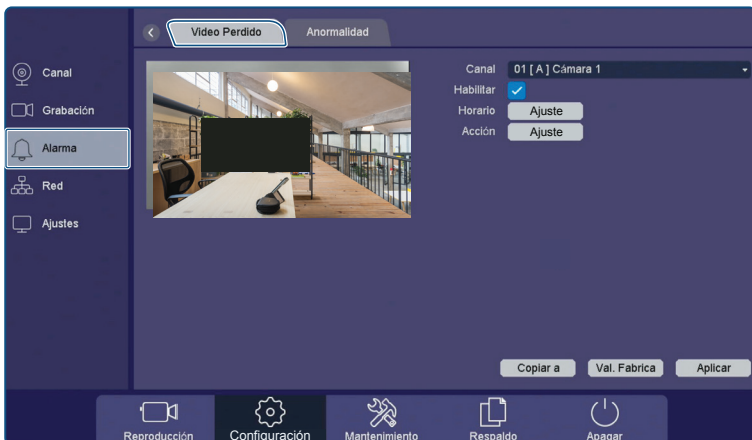 Video Perdido
Anormalidad
Canal
Grabación
Alarma
Red
Ajustes
Canal 01 [ A ] Cámara 1
Habilitar
Horario Ajuste
Acción Ajuste
Copiar a Val. Fabrica Aplicar
Reproducción Configuración Mantenimiento Respaldo Apagar